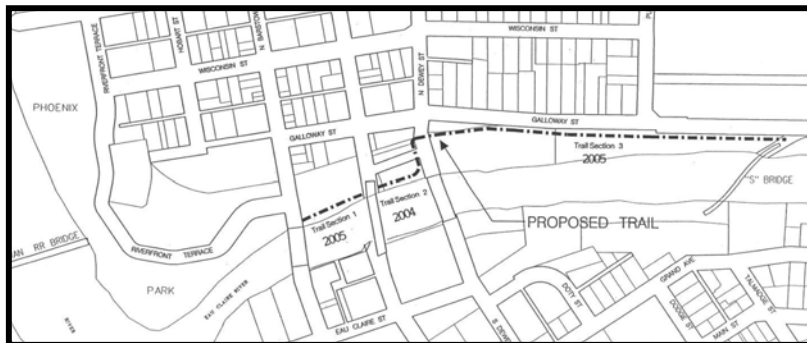 PHOENIX
RIVERFRONT TERRACE
HOBART ST
N BARSTOW
WISCONSIN ST
N DEWEY ST
WISCONSIN ST
GALLOWAY ST
GALLOWAY ST
Trail Section 3
2005
"S" BRIDGE
Trail Section 2
2004
Trail Section 1
2005
PROPOSED TRAIL
RR BRIDGE
RIVERFRONT TERRACE
PARK
EAU CLAIRE RIVER
RIVER
EAU CLAIRE ST
S DEWE
DOTY ST
GRAND AVE
DODGE ST
MAIN ST
TALMADGE ST